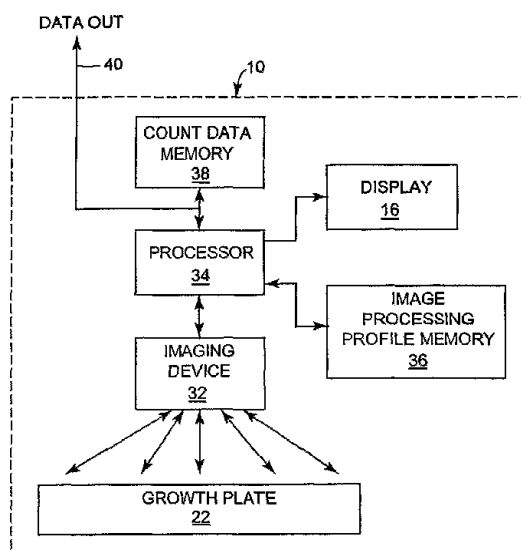 DATA OUT
40
10
COUNT DATA
MEMORY
38
DISPLAY
16
PROCESSOR
34
IMAGE
PROCESSING
PROFILE MEMORY
36
IMAGING
DEVICE
32
GROWTH PLATE
22